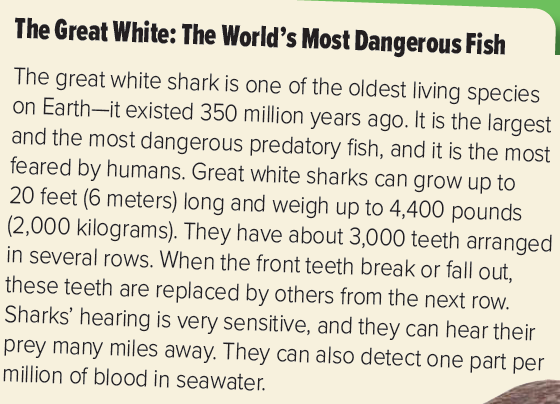 The Great White: The World's Most Dangerous Fish
The great white shark is one of the oldest living species
on Earth—it existed 350 million years ago. It is the largest
and the most dangerous predatory fish, and it is the most
feared by humans. Great white sharks can grow up to
20 feet (6 meters) long and weigh up to 4,400 pounds
(2,000 kilograms). They have about 3,000 teeth arranged
in several rows. When the front teeth break or fall out,
these teeth are replaced by others from the next row.
Sharks' hearing is very sensitive, and they can hear their
prey many miles away. They can also detect one part per
million of blood in seawater.